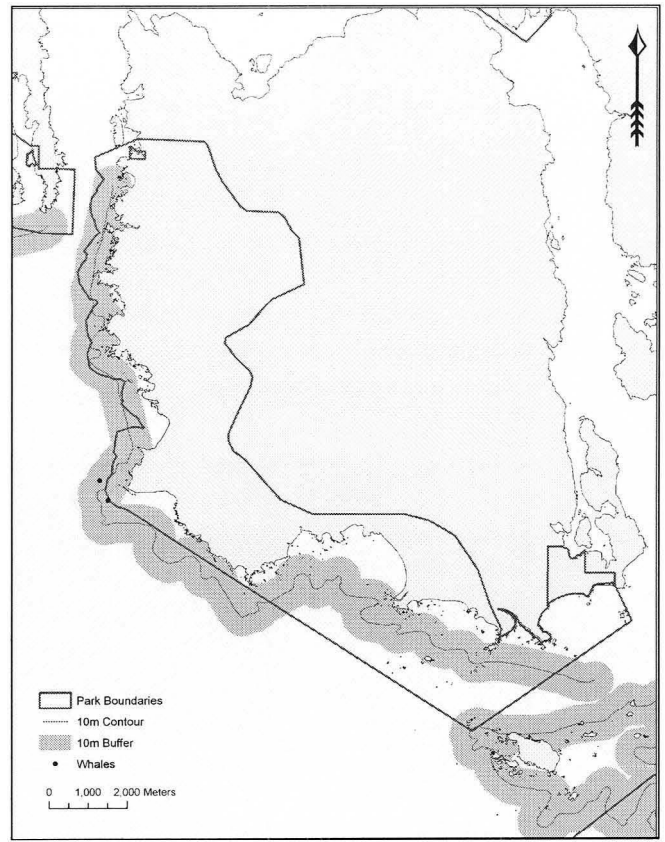 Park Boundaries
10m Contour
10m Buffer
Whales
0 1,000 2,000 Meters